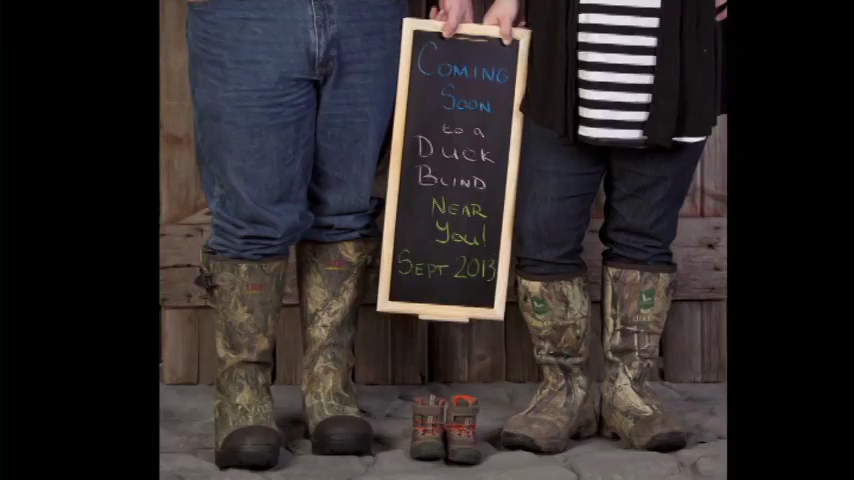 COMING
SOON
to a
DUCK
BLIND
NEAR
YOU!
SEPT 2013